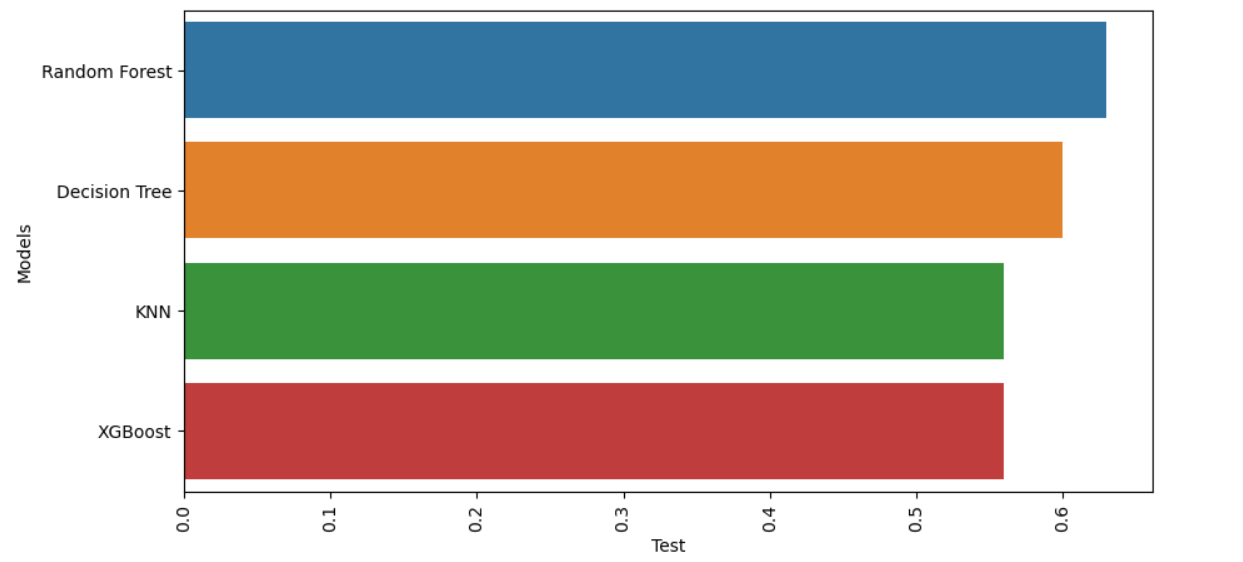 Random Forest
Decision Tree
KNN
XGBoost
Models
0.0
0.1
0.2
0.3
0.4
0.5
0.6
Test